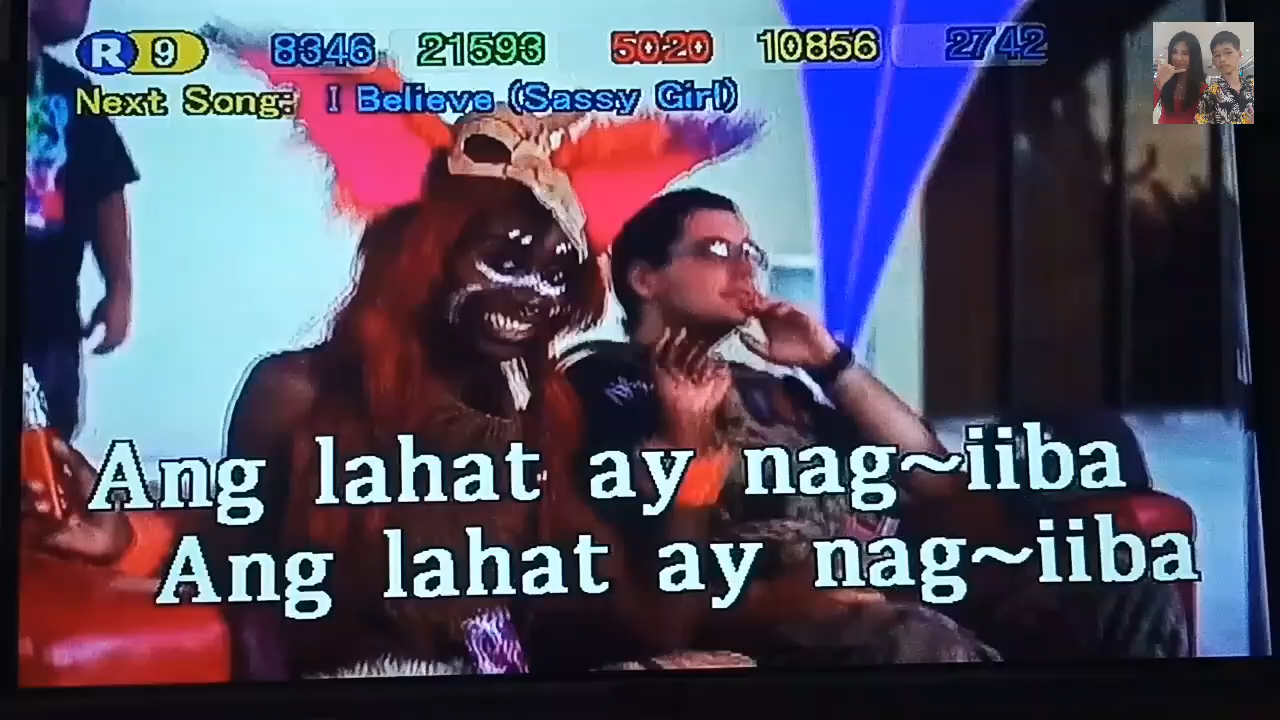 R 9 8346 21593 5020 10856 2742
Next Song: I Believe (Sassy Girl)
Ang lahat ay nag~iiba
Ang lahat ay nag~iiba